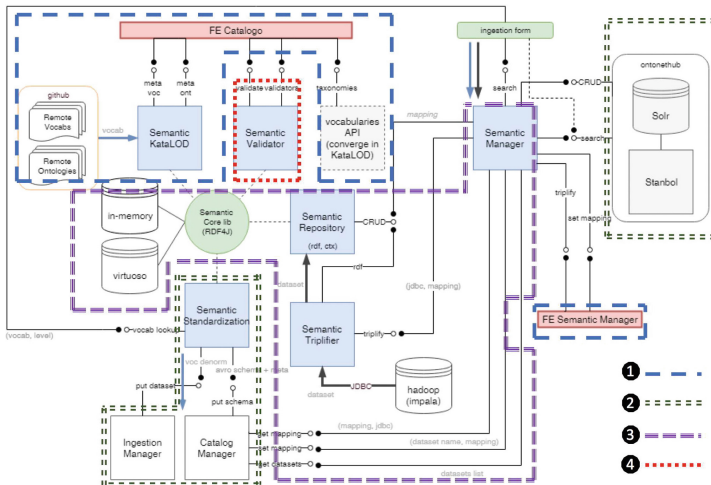 FE Catalogo
ingestion form
ontonethub
github
Remote
Vocabs
Remote
Ontologies
vocab
meta
voc
meta
ont
validate
validators
taxonomies
search
CRUD
search
mapping
Semantic
KataLOD
Semantic
Validator
vocabularies
API
(converge in
KataLOD)
Semantic
Manager
Solr
Stanbol
in-memory
virtuoso
Semantic
Core lib
(RDF4J)
Semantic
Repository
(rdf, ctx)
CRUD
triplify
set mapping
dataset
rdf
(jdbc, mapping)
Semantic
Standardization
Semantic
Triplifier
triplify
FE Semantic Manager
vocab lookup
(vocab, level)
voc denorm
avro schema + meta
put dataset
put schema
JDBC
dataset
hadoop
(impala)
Ingestion
Manager
Catalog
Manager
get mapping
set mapping
get datasets
(mapping, jdbc)
(dataset name, mapping)
datasets list
1
2
3
4